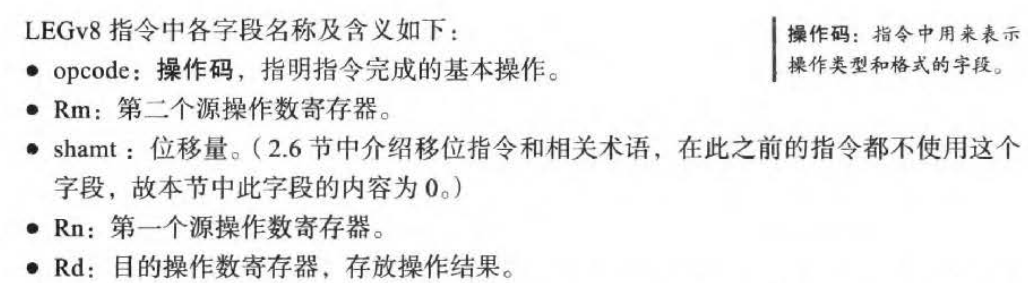 LEGv8 指令中各字段名称及含义如下：
● opcode：操作码，指明指令完成的基本操作。
● Rm：第二个源操作数寄存器。
● shamt：位移量。（2.6 节中介绍移位指令和相关术语，在此之前的指令都不使用这个
字段，故本节中此字段的内容为 0。）
● Rn：第一个源操作数寄存器。
● Rd：目的操作数寄存器，存放操作结果。
操作码：指令中用来表示
操作类型和格式的字段。